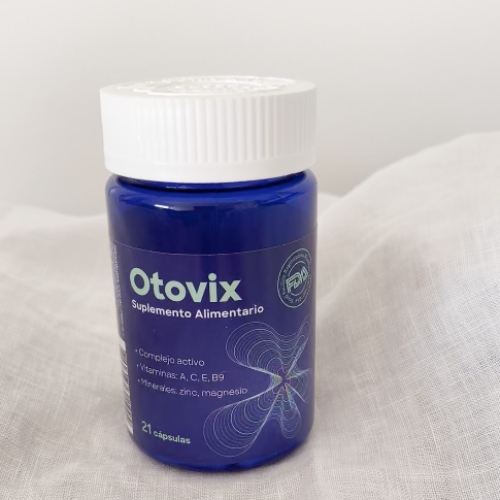 Otovix
Suplemento Alimentario
FDA
• Complejo activo
• Vitaminas: A, C, E, B9
• Minerales: zinc, magnesio
21 cápsulas